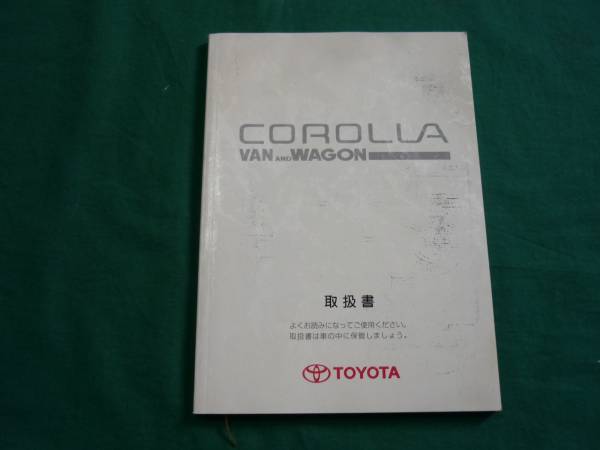 COROLLA
VAN AND WAGON
取扱書
よくお読みになってご使用ください。
取扱書は車の中に保管しましょう。
TOYOTA